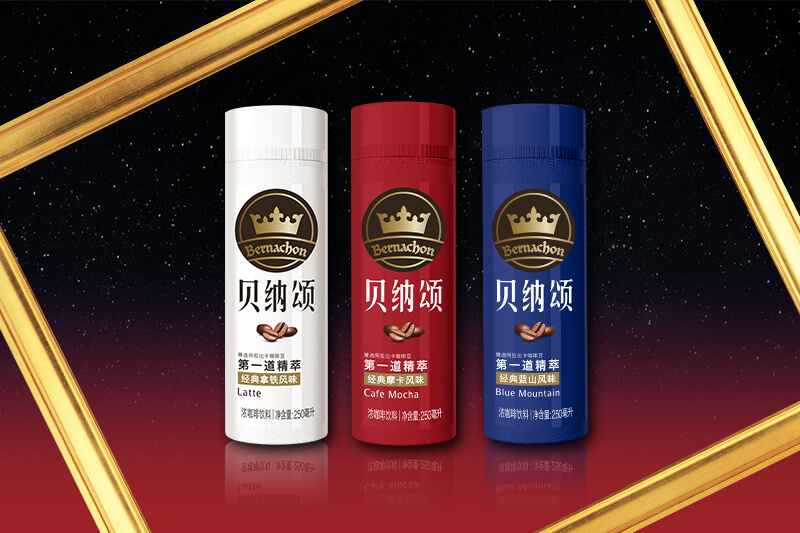 Bernachon
贝纳颂
精选阿拉比卡咖啡豆
第一道精萃
经典拿铁风味
Latte
浓咖啡饮料 | 净含量:250毫升
Bernachon
贝纳颂
精选阿拉比卡咖啡豆
第一道精萃
经典摩卡风味
Cafe Mocha
浓咖啡饮料 | 净含量:250毫升
Bernachon
贝纳颂
精选阿拉比卡咖啡豆
第一道精萃
经典蓝山风味
Blue Mountain
浓咖啡饮料 | 净含量:250毫升